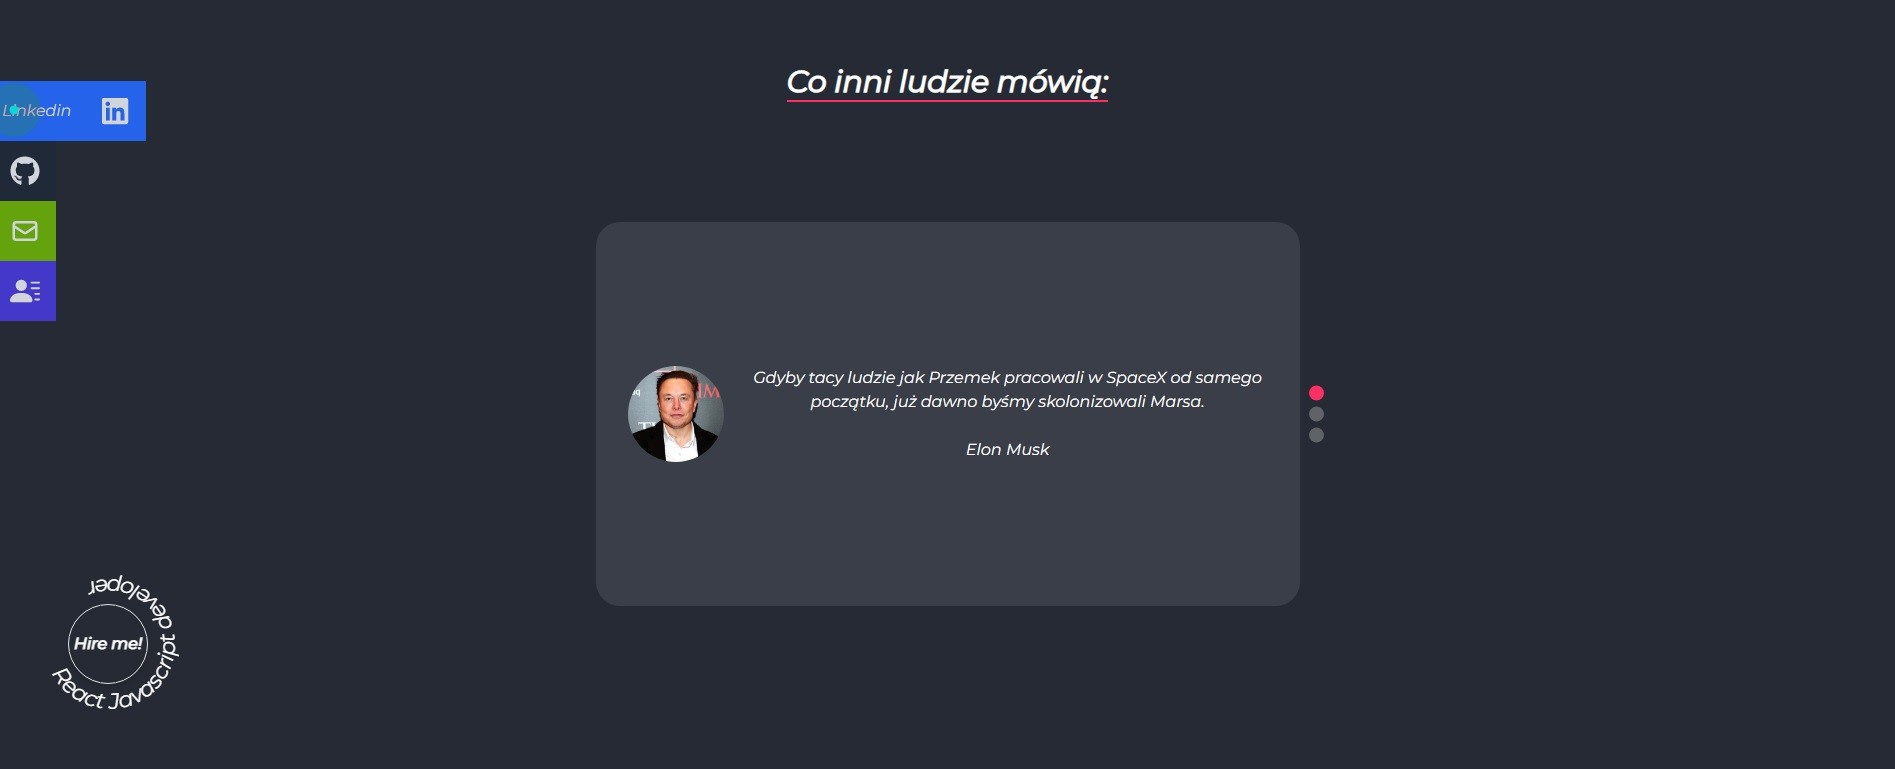 Co inni ludzie mówią:
Linkedin
in
Gdyby tacy ludzie jak Przemek pracowali w SpaceX od samego
początku, już dawno byśmy skolonizowali Marsa.
Elon Musk
Hire me!
React Javascript developer